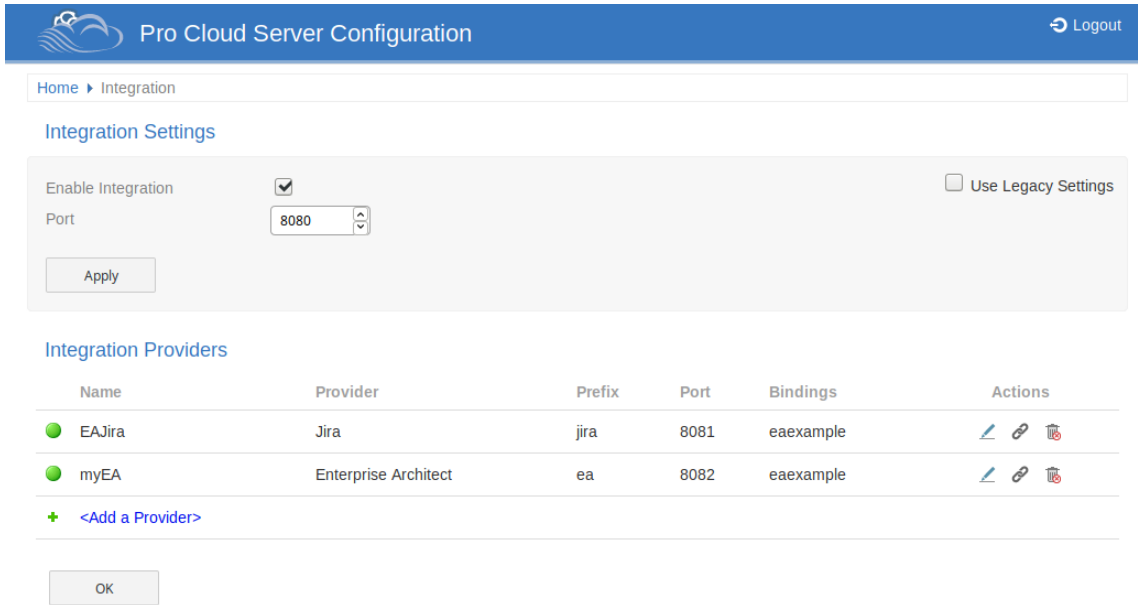 Pro Cloud Server Configuration
Logout
Home Integration
Integration Settings
Enable Integration
Use Legacy Settings
Port 8080
Apply
Integration Providers
Name Provider Prefix Port Bindings Actions
EAJira Jira jira 8081 eaexample
myEA Enterprise Architect ea 8082 eaexample
<Add a Provider>
OK